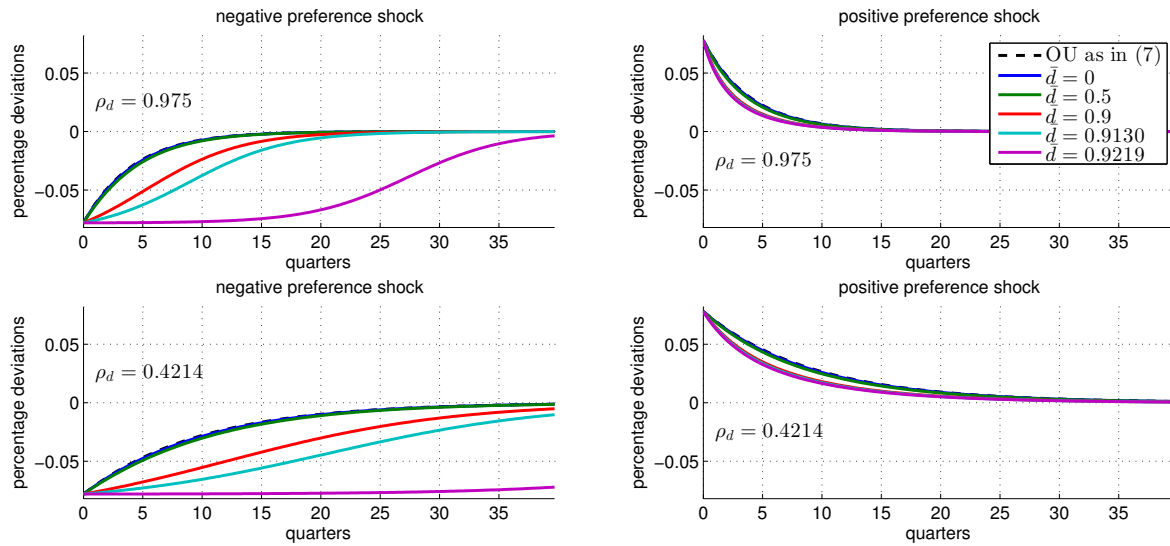 negative preference shock
percentage deviations
0.05
0
−0.05
ρ_d = 0.975
0 5 10 15 20 25 30 35
quarters
positive preference shock
percentage deviations
0.05
0
−0.05
ρ_d = 0.975
OU as in (7)
d̄ = 0
d̄ = 0.5
d̄ = 0.9
d̄ = 0.9130
d̄ = 0.9219
0 5 10 15 20 25 30 35
quarters
negative preference shock
percentage deviations
0.05
0
−0.05
ρ_d = 0.4214
0 5 10 15 20 25 30 35
quarters
positive preference shock
percentage deviations
0.05
0
−0.05
ρ_d = 0.4214
0 5 10 15 20 25 30 35
quarters